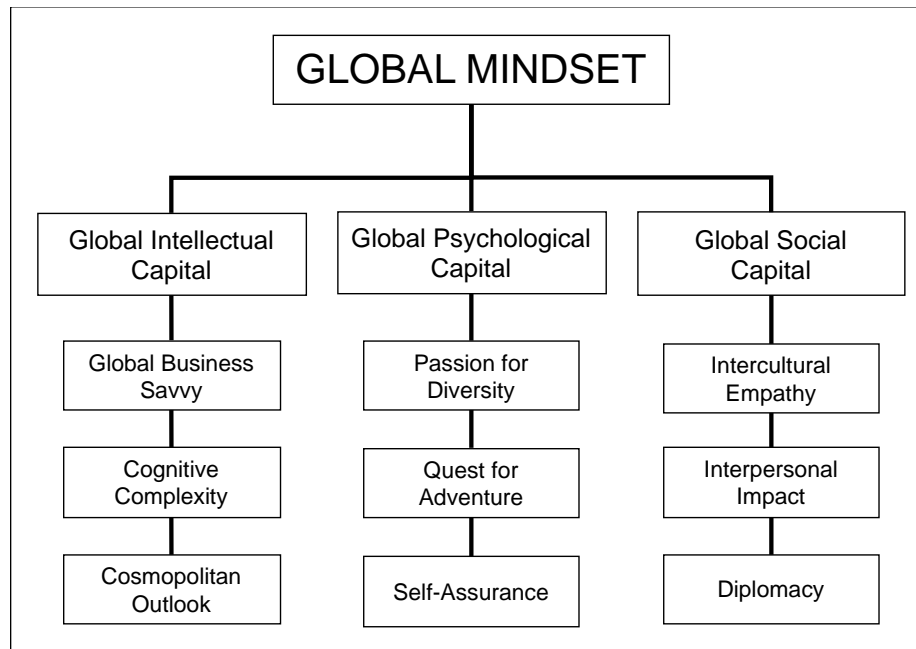 GLOBAL MINDSET
Global Intellectual
Capital
Global Psychological
Capital
Global Social
Capital
Global Business
Savvy
Passion for
Diversity
Intercultural
Empathy
Cognitive
Complexity
Quest for
Adventure
Interpersonal
Impact
Cosmopolitan
Outlook
Self-Assurance
Diplomacy